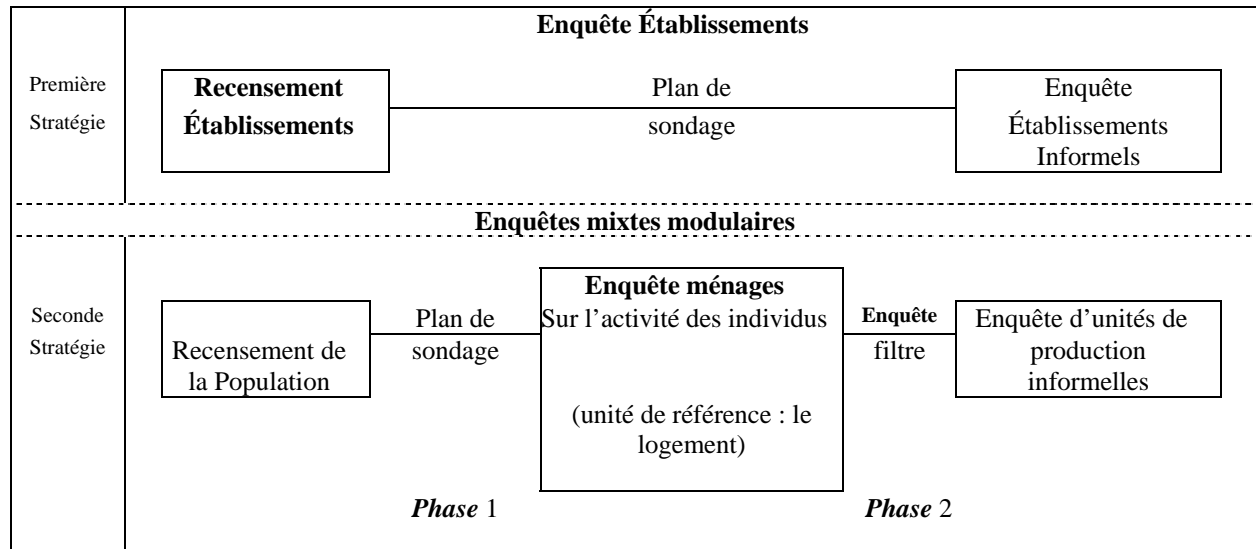 Enquête Établissements
Première
Stratégie
Recensement
Établissements
Plan de
sondage
Enquête
Établissements
Informels
Enquêtes mixtes modulaires
Seconde
Stratégie
Recensement de
la Population
Plan de
sondage
Enquête ménages
Sur l’activité des individus
(unité de référence : le
logement)
Enquête
filtre
Enquête d’unités de
production
informelles
Phase 1
Phase 2